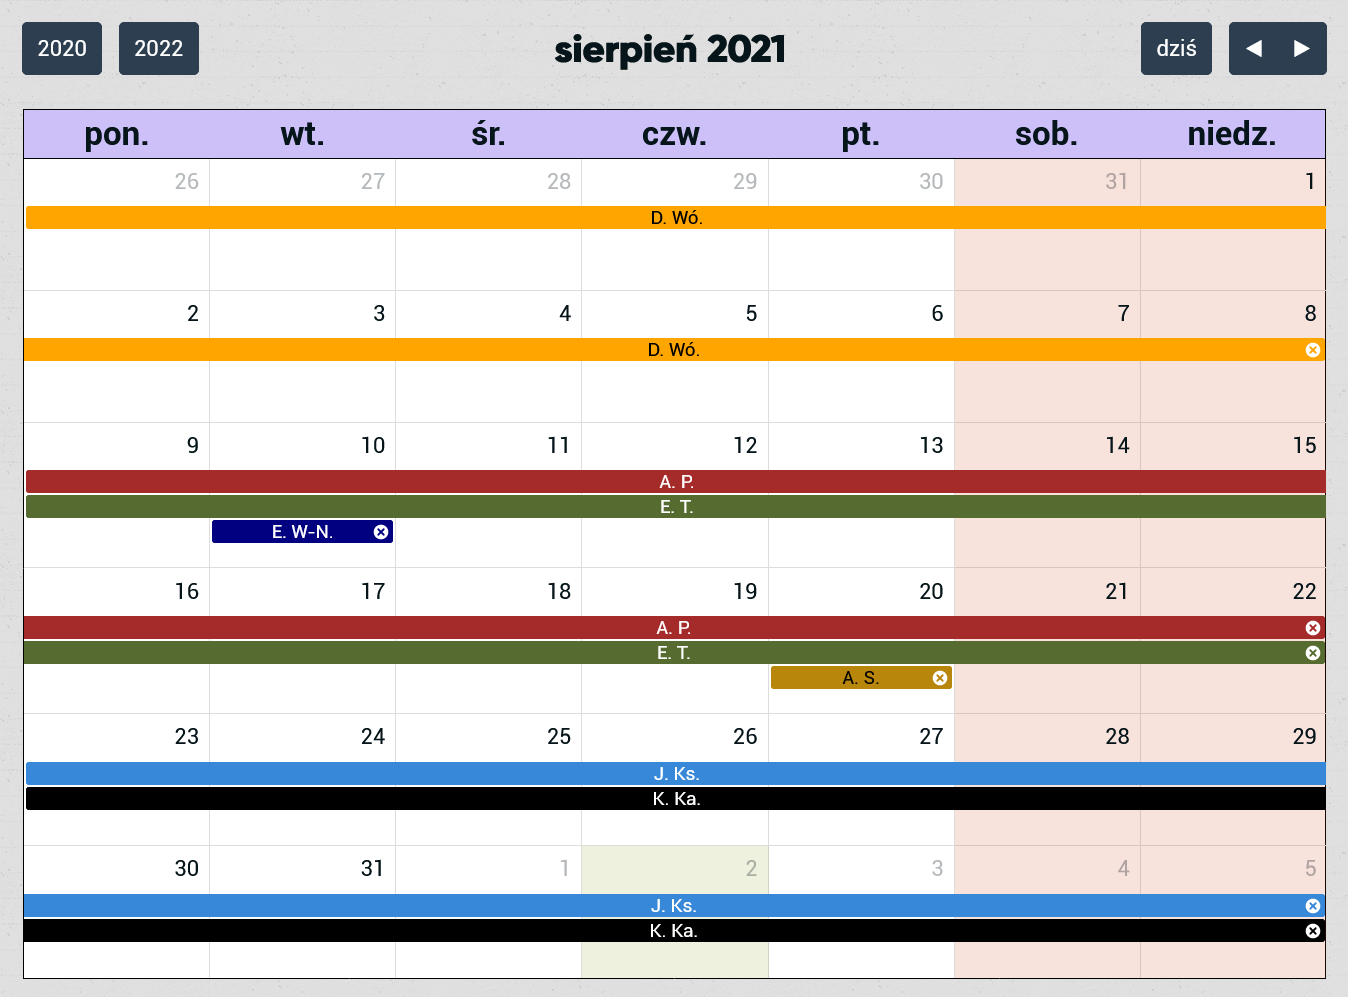 2020 2022 sierpień 2021 dziś
pon. wt. śr. czw. pt. sob. niedz.
26 27 28 29 30 31 1
D. Wó.
2 3 4 5 6 7 8
D. Wó.
9 10 11 12 13 14 15
A. P.
E. T.
E. W-N.
16 17 18 19 20 21 22
A. P.
E. T.
A. S.
23 24 25 26 27 28 29
J. Ks.
K. Ka.
30 31 1 2 3 4 5
J. Ks.
K. Ka.